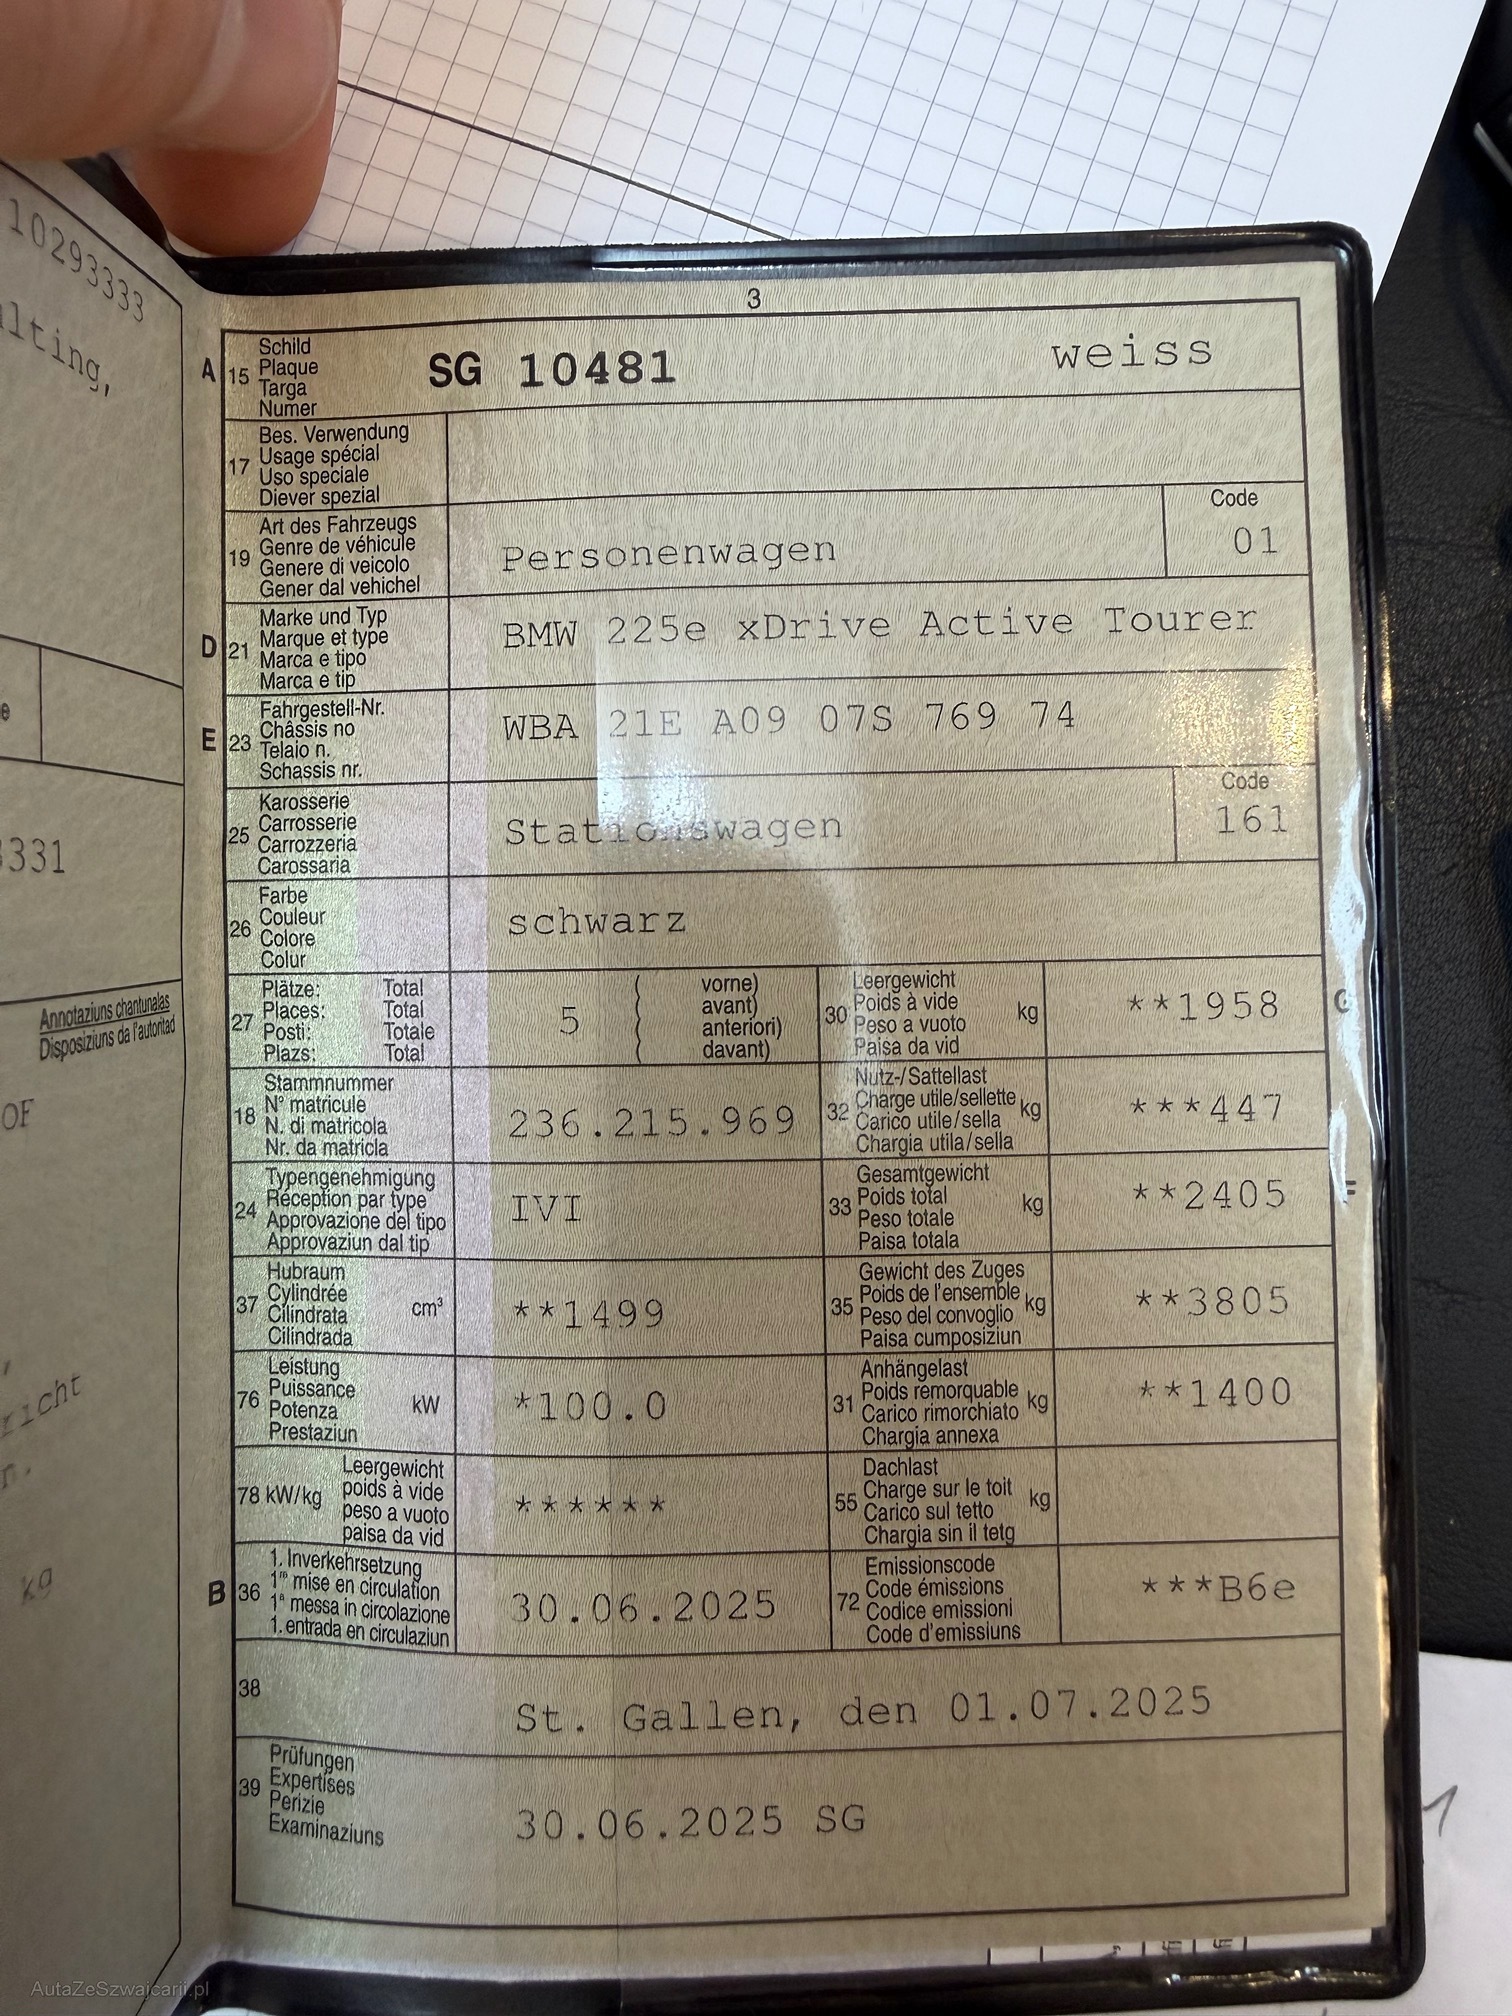 10293333
lting,
331
Annotaziuns chantunalas
Disposiziuns da l'autoritad
OF
richt
n.
kg
3
A 15 Schild
Plaque
Targa
Numer
SG 10481 weiss
17 Bes. Verwendung
Usage spécial
Uso speciale
Diever spezial
19 Art des Fahrzeugs
Genre de véhicule
Genere di veicolo
Gener dal vehichel
Personenwagen
Code
01
D 21 Marke und Typ
Marque et type
Marca e tipo
Marca e tip
BMW 225e xDrive Active Tourer
E 23 Fahrgestell-Nr.
Châssis no
Telaio n.
Schassis nr.
WBA 21E A09 07S 769 74
25 Karosserie
Carrosserie
Carrozzeria
Carossaria
Stationswagen
Code
161
26 Farbe
Couleur
Colore
Colur
schwarz
27 Plätze: Total
Places: Total
Posti: Totale
Plazs: Total
5
( vorne)
( avant)
( anteriori)
( davant)
30 Leergewicht
Poids à vide
Peso a vuoto
Paisa da vid
kg
**1958
G
18 Stammnummer
N° matricule
N. di matricola
Nr. da matricla
236.215.969
32 Nutz-/Sattellast
Charge utile/sellette
Carico utile/sella
Chargia utila/sella
kg
***447
24 Typengenehmigung
Réception par type
Approvazione del tipo
Approvaziun dal tip
IVI
33 Gesamtgewicht
Poids total
Peso totale
Paisa totala
kg
**2405
F
37 Hubraum
Cylindrée
Cilindrata
Cilindrada
cm³
**1499
35 Gewicht des Zuges
Poids de l'ensemble
Peso del convoglio
Paisa cumposiziun
kg
**3805
76 Leistung
Puissance
Potenza
Prestaziun
kW
*100.0
31 Anhängelast
Poids remorquable
Carico rimorchiato
Chargia annexa
kg
**1400
78 kW/kg
Leergewicht
poids à vide
peso a vuoto
paisa da vid
******
55 Dachlast
Charge sur le toit
Carico sul tetto
Chargia sin il tetg
kg
B 36 1. Inverkehrsetzung
1re mise en circulation
1a messa in circolazione
1. entrada en circulaziun
30.06.2025
72 Emissionscode
Code émissions
Codice emissioni
Code d'emissiuns
***B6e
38
St. Gallen, den 01.07.2025
39 Prüfungen
Expertises
Perizie
Examinaziuns
30.06.2025 SG
1
AutaZeSzwajcarii.pl